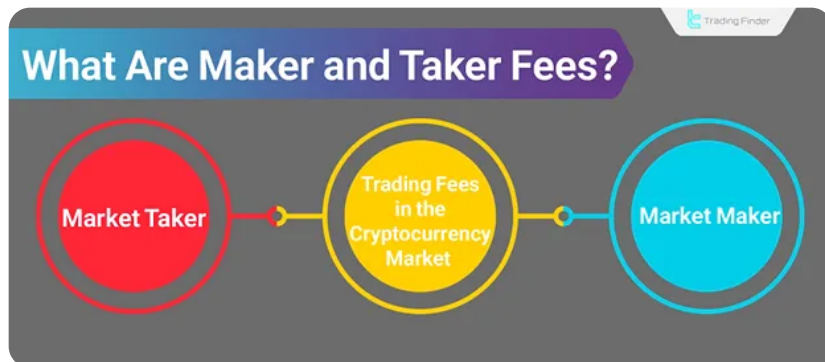 Trading Finder
What Are Maker and Taker Fees?
Market Taker
Trading Fees
in the
Cryptocurrency
Market
Market Maker